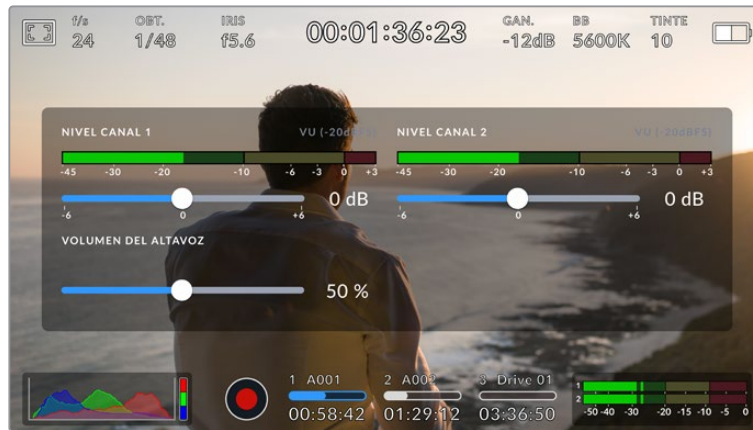 f/s OBT. IRIS 00:01:36:23 GAN. BB TINTE
24 1/48 f5.6 -12dB 5600K 10
NIVEL CANAL 1 VU (-20dBFS) NIVEL CANAL 2 VU (-20dBFS)
-45 -30 -20 -10 -6 -3 0 +3 -45 -30 -20 -10 -6 -3 0 +3
0 dB 0 dB
-6 0 +6 -6 0 +6
VOLUMEN DEL ALTAVOZ
50 %
1 A001 2 A002 3 Drive 01
00:58:42 01:29:12 03:36:50
1
2
-50 -40 -30 -20 -15 -10 -5 0